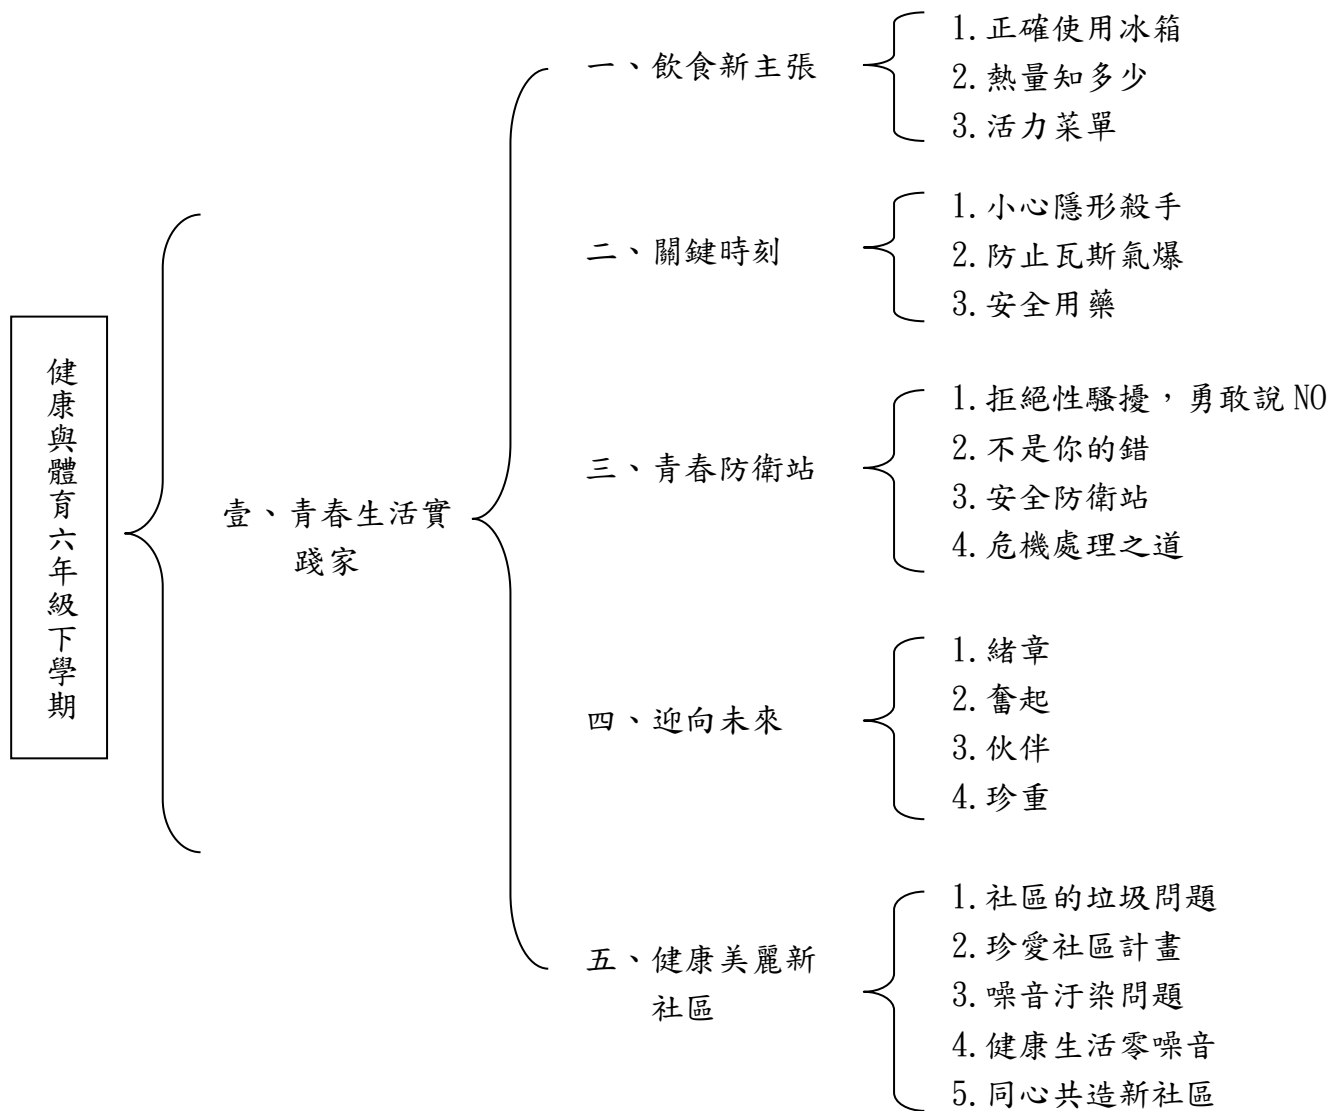 健康與體育六年級下學期
壹、青春生活實
踐家
一、飲食新主張
1.正確使用冰箱
2.熱量知多少
3.活力菜單
二、關鍵時刻
1.小心隱形殺手
2.防止瓦斯氣爆
3.安全用藥
三、青春防衛站
1.拒絕性騷擾，勇敢說 NO
2.不是你的錯
3.安全防衛站
4.危機處理之道
四、迎向未來
1.緒章
2.奮起
3.伙伴
4.珍重
五、健康美麗新
社區
1.社區的垃圾問題
2.珍愛社區計畫
3.噪音汙染問題
4.健康生活零噪音
5.同心共造新社區